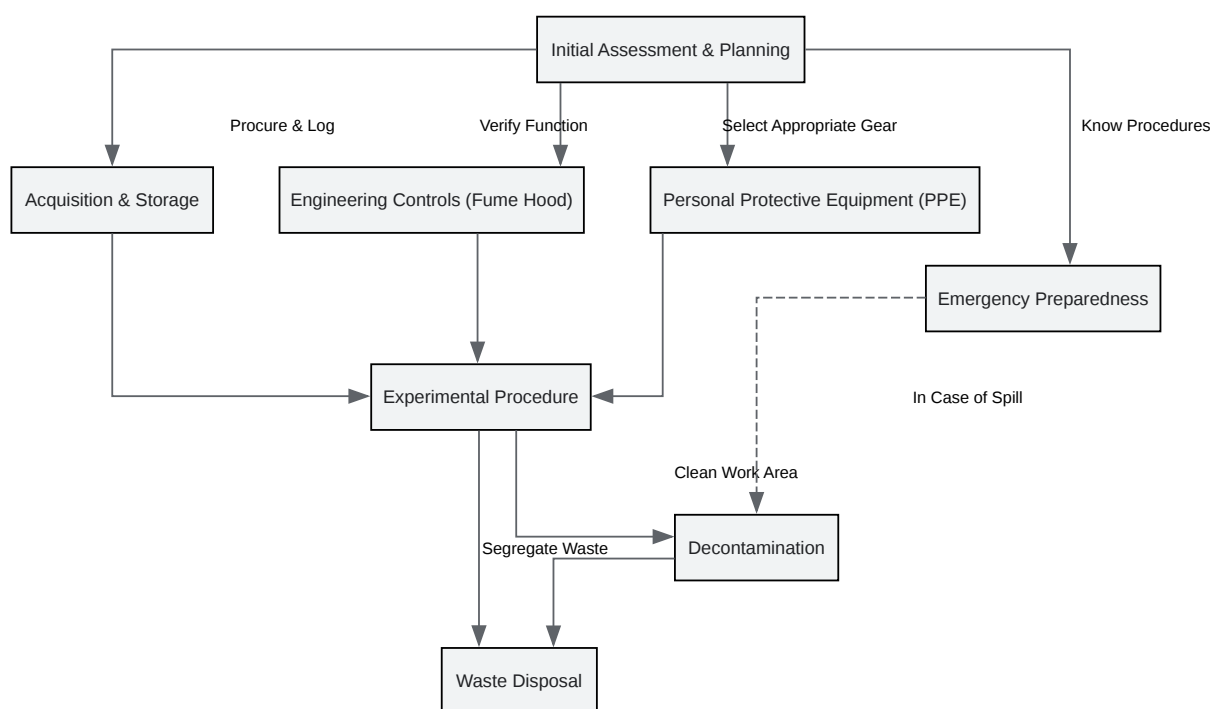 Initial Assessment & Planning
Procure & Log
Verify Function
Select Appropriate Gear
Know Procedures
Acquisition & Storage
Engineering Controls (Fume Hood)
Personal Protective Equipment (PPE)
Emergency Preparedness
Experimental Procedure
In Case of Spill
Clean Work Area
Segregate Waste
Decontamination
Waste Disposal